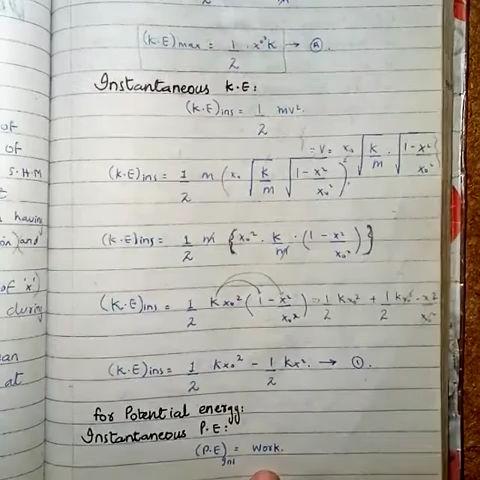 (K.E)max = 1/2 . x₀²K → (a).
Instantaneous K.E:
(K.E)ins = 1/2 mv².
of
of
S.H.M
∵ V = x₀ √(k/m) . √(1 - x²/x₀²)
(K.E)ins = 1/2 m (x₀ √(k/m) √(1 - x²/x₀²))².
having
and
(K.E)ins = 1/2 m {x₀² . k/m . (1 - x²/x₀²)}
of 'x')
during
(K.E)ins = 1/2 Kx₀² (1 - x²/x₀²) = 1/2 kx₀² + 1/2 kx₀² . x²/x₀²
at
(K.E)ins = 1/2 Kx₀² - 1/2 Kx². → (1).
for Potential energy:
Instantaneous P.E:
(P.E)ins = Work.